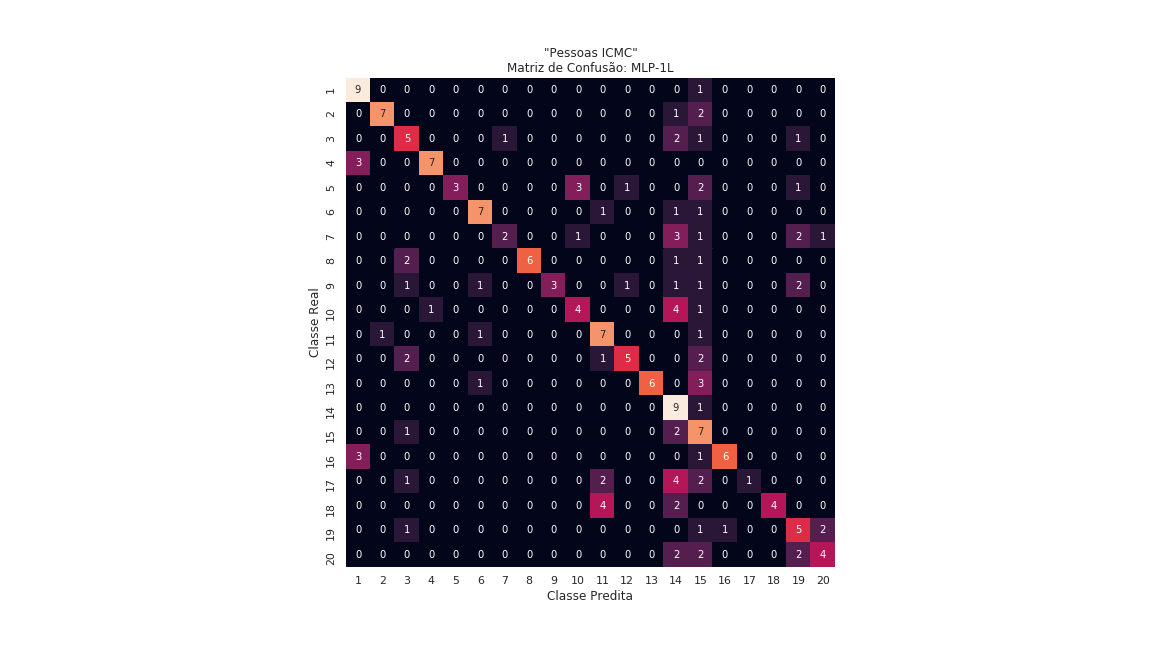 "Pessoas ICMC"
Matriz de Confusão: MLP-1L
Classe Real
1 9 0 0 0 0 0 0 0 0 0 0 0 0 0 1 0 0 0 0 0
2 0 7 0 0 0 0 0 0 0 0 0 0 0 1 2 0 0 0 0 0
3 0 0 5 0 0 0 1 0 0 0 0 0 0 2 1 0 0 0 1 0
4 3 0 0 7 0 0 0 0 0 0 0 0 0 0 0 0 0 0 0 0
5 0 0 0 0 3 0 0 0 0 3 0 1 0 0 2 0 0 0 1 0
6 0 0 0 0 0 7 0 0 0 0 1 0 0 1 1 0 0 0 0 0
7 0 0 0 0 0 0 2 0 0 1 0 0 0 3 1 0 0 0 2 1
8 0 0 2 0 0 0 0 6 0 0 0 0 0 1 1 0 0 0 0 0
9 0 0 1 0 0 1 0 0 3 0 0 1 0 1 1 0 0 0 2 0
10 0 0 0 1 0 0 0 0 0 4 0 0 0 4 1 0 0 0 0 0
11 0 1 0 0 0 1 0 0 0 0 7 0 0 0 1 0 0 0 0 0
12 0 0 2 0 0 0 0 0 0 0 1 5 0 0 2 0 0 0 0 0
13 0 0 0 0 0 1 0 0 0 0 0 0 6 0 3 0 0 0 0 0
14 0 0 0 0 0 0 0 0 0 0 0 0 0 9 1 0 0 0 0 0
15 0 0 1 0 0 0 0 0 0 0 0 0 0 2 7 0 0 0 0 0
16 3 0 0 0 0 0 0 0 0 0 0 0 0 0 1 6 0 0 0 0
17 0 0 1 0 0 0 0 0 0 0 2 0 0 4 2 0 1 0 0 0
18 0 0 0 0 0 0 0 0 0 0 4 0 0 2 0 0 0 4 0 0
19 0 0 1 0 0 0 0 0 0 0 0 0 0 0 1 1 0 0 5 2
20 0 0 0 0 0 0 0 0 0 0 0 0 0 2 2 0 0 0 2 4
1 2 3 4 5 6 7 8 9 10 11 12 13 14 15 16 17 18 19 20
Classe Predita